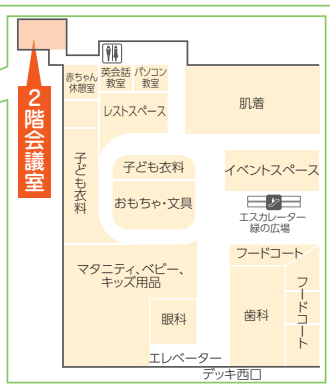 2階会議室
赤ちゃん
休憩室
英会話
教室
パソコン
教室
レストスペース
肌着
子ども衣料
子ども衣料
おもちゃ・文具
イベントスペース
エスカレーター
緑の広場
マタニティ、ベビー、
キッズ用品
フードコート
フードコート
眼科
歯科
エレベーター
デッキ西口